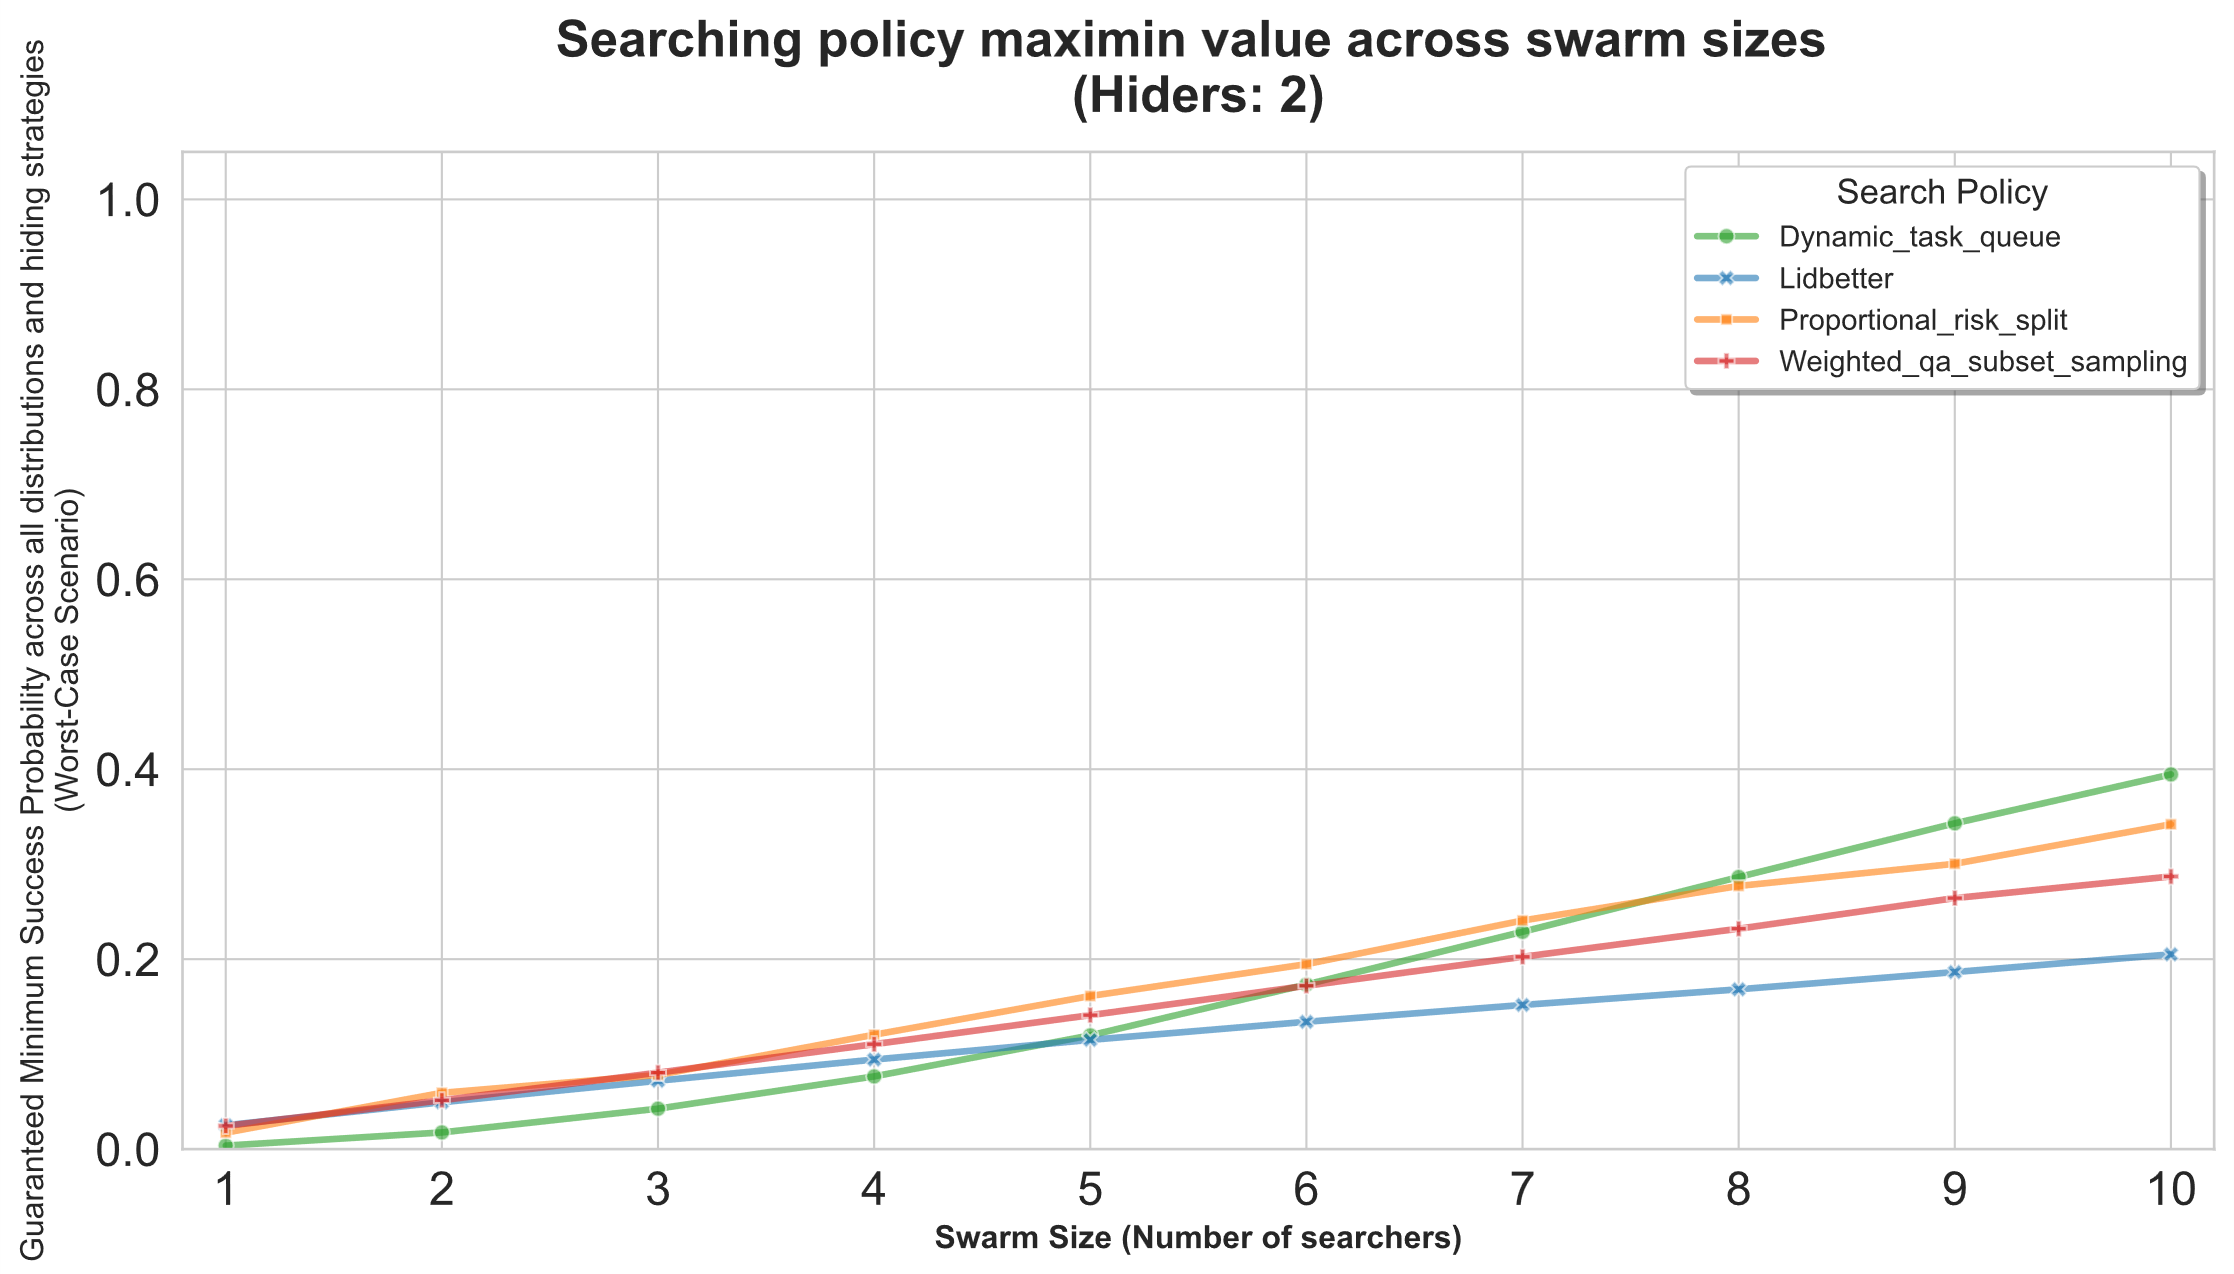 Searching policy maximin value across swarm sizes
(Hiders: 2)
Guaranteed Minimum Success Probability across all distributions and hiding strategies
(Worst-Case Scenario)
1.0
0.8
0.6
0.4
0.2
0.0
Search Policy
Dynamic_task_queue
Lidbetter
Proportional_risk_split
Weighted_qa_subset_sampling
1 2 3 4 5 6 7 8 9 10
Swarm Size (Number of searchers)